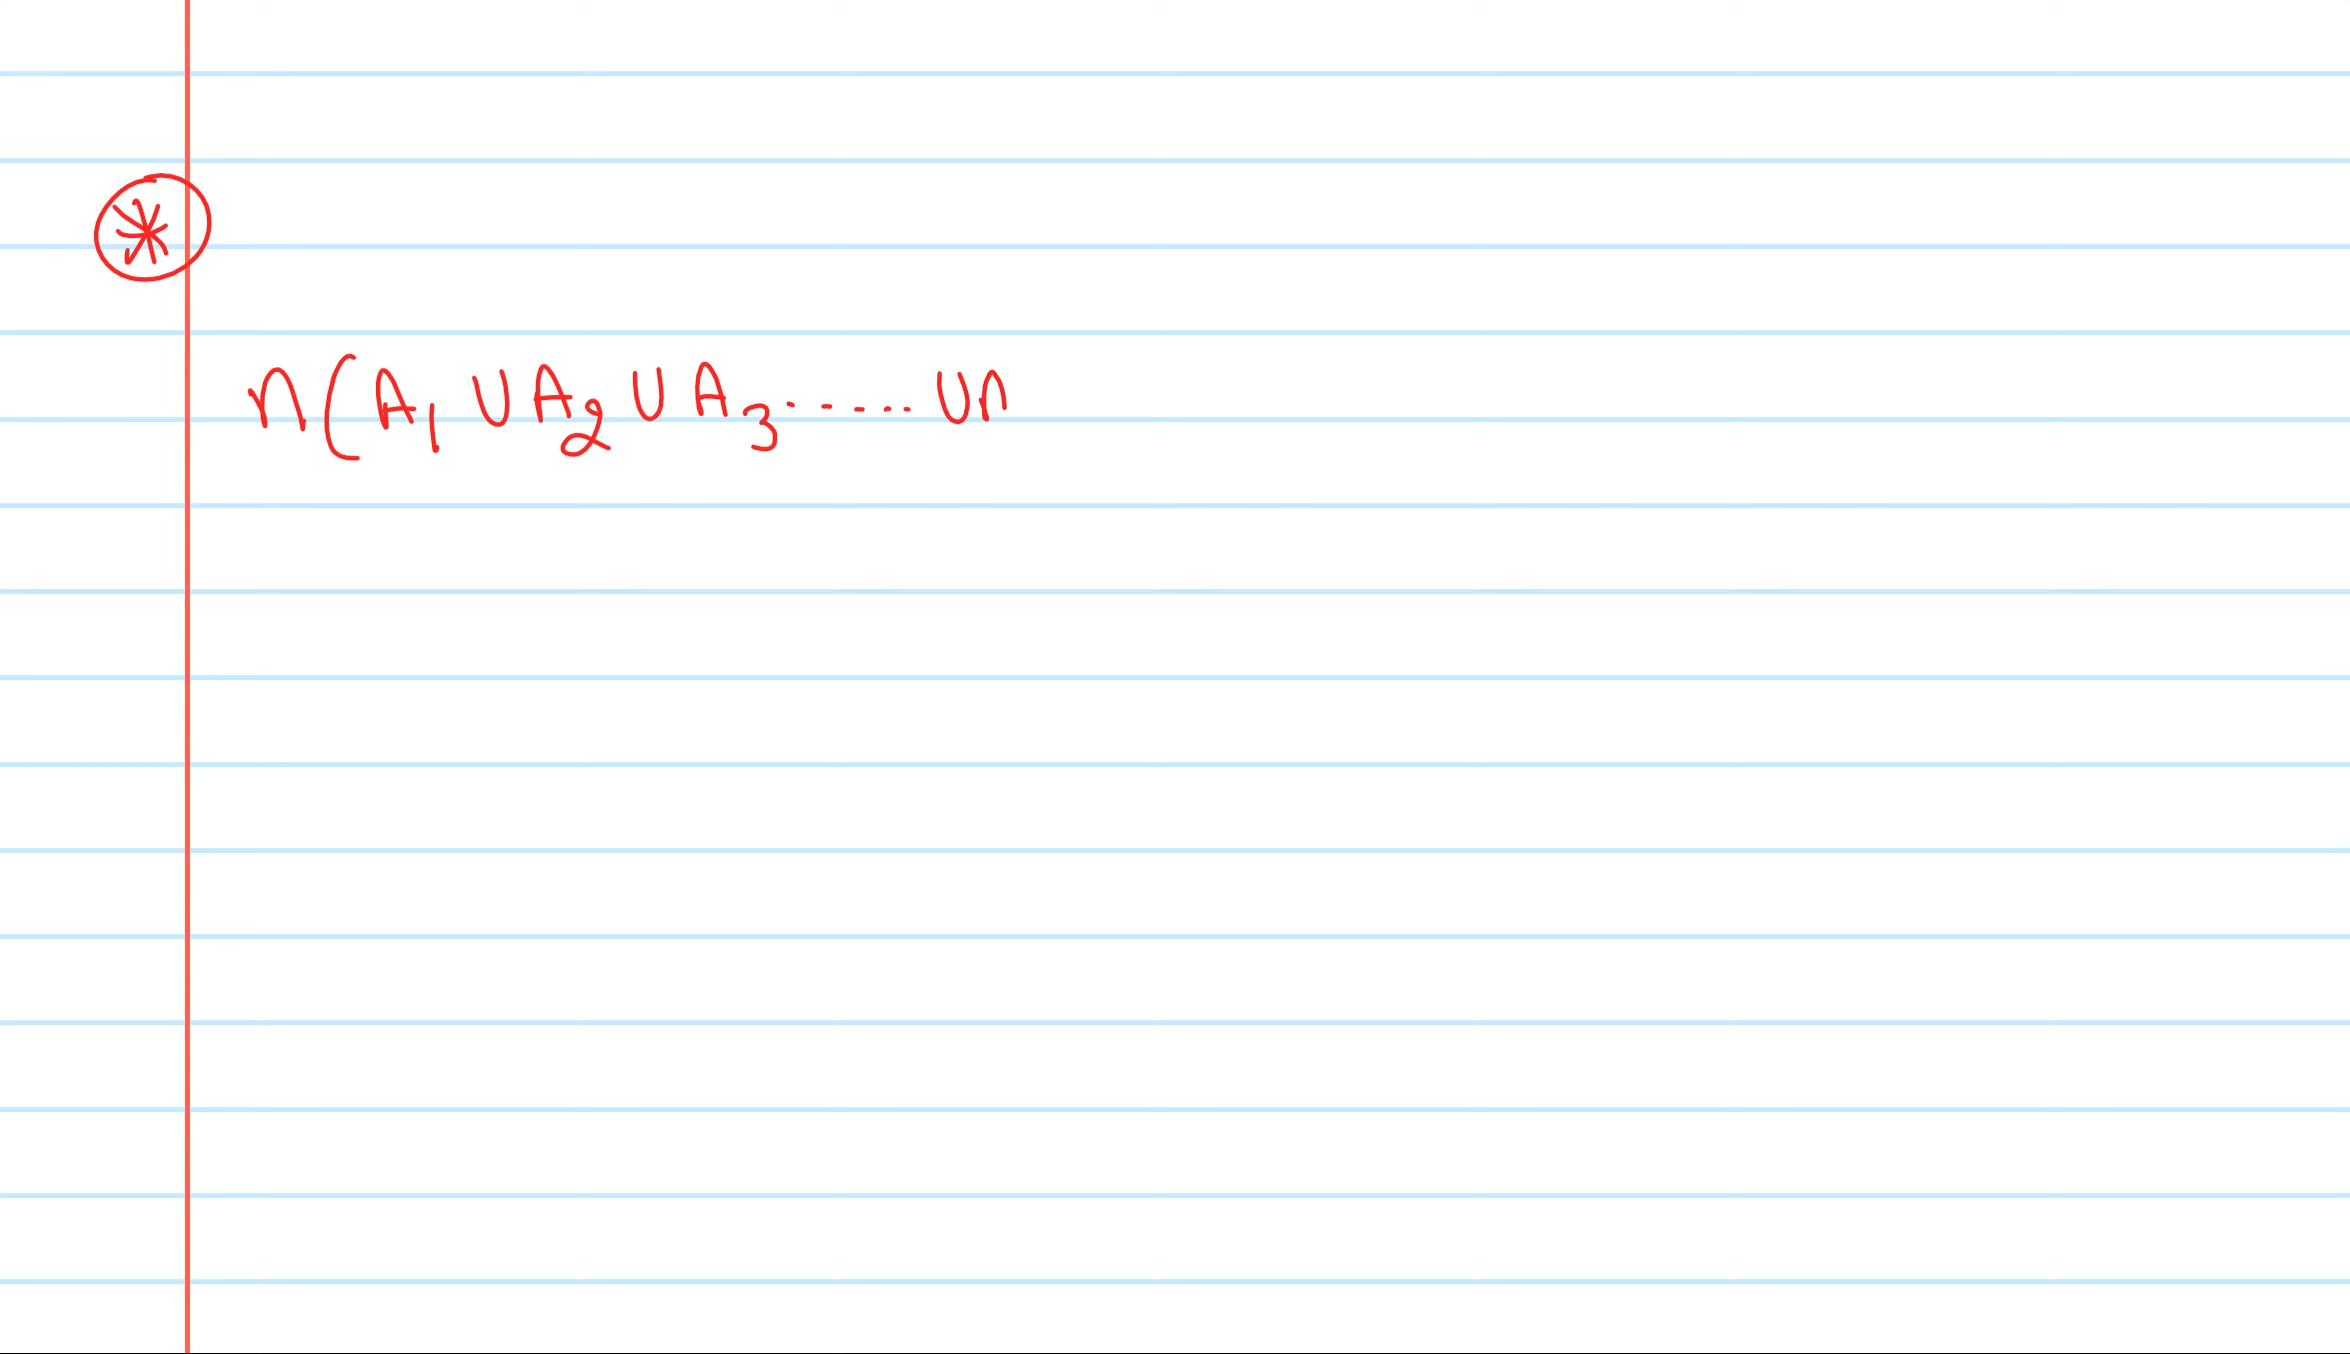 *
n(A₁ ∪ A₂ ∪ A₃ ...... ∪